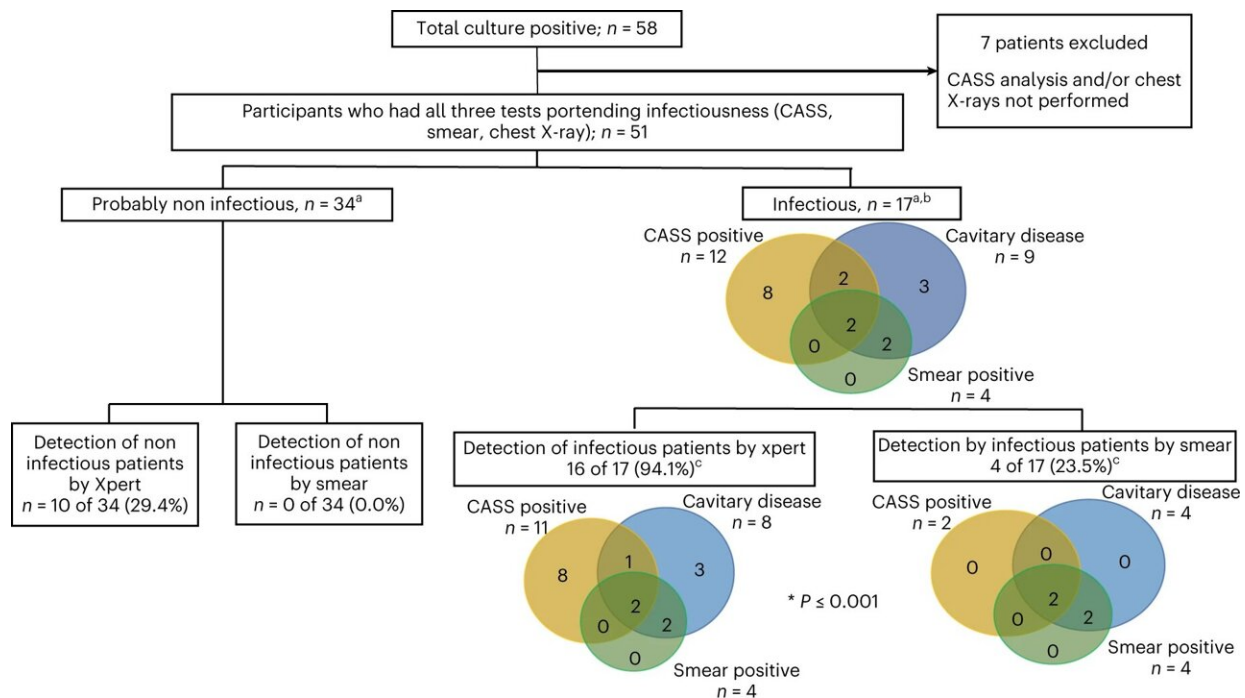 Total culture positive; n = 58
7 patients excluded
CASS analysis and/or chest
X-rays not performed
Participants who had all three tests portending infectiousness (CASS,
smear, chest X-ray); n = 51
Probably non infectious, n = 34a
Infectious, n = 17a,b
CASS positive
n = 12
Cavitary disease
n = 9
8
2
3
2
0
2
0
Smear positive
n = 4
Detection of non
infectious patients
by Xpert
n = 10 of 34 (29.4%)
Detection of non
infectious patients
by smear
n = 0 of 34 (0.0%)
Detection of infectious patients by xpert
16 of 17 (94.1%)c
CASS positive
n = 11
Cavitary disease
n = 8
8
1
3
2
0
2
0
Smear positive
n = 4
* P ≤ 0.001
Detection by infectious patients by smear
4 of 17 (23.5%)c
CASS positive
n = 2
Cavitary disease
n = 4
0
0
0
2
0
2
0
Smear positive
n = 4